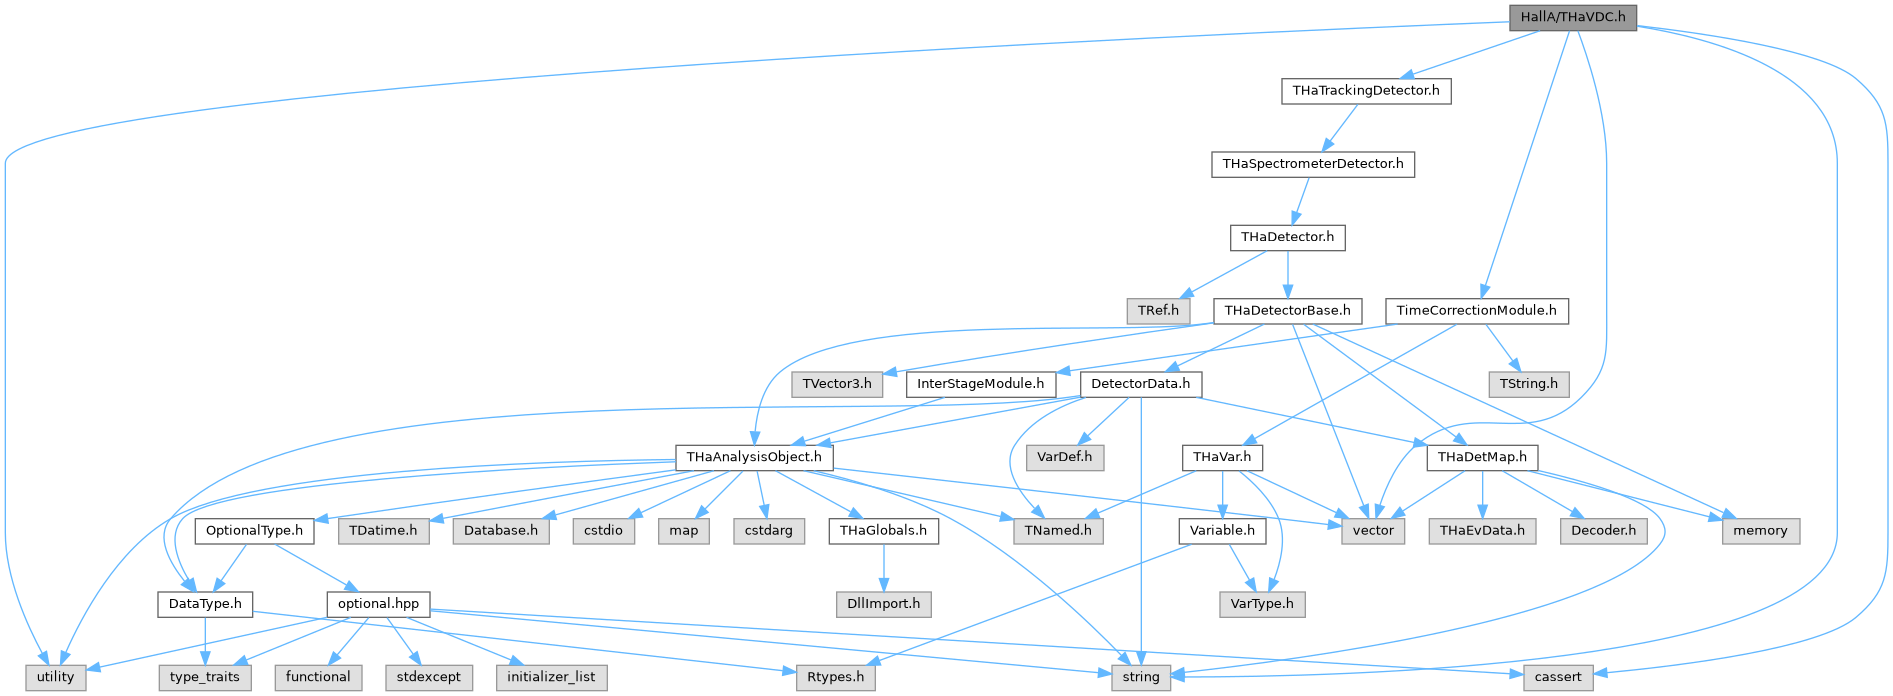 HallA/THaVDC.h
THaTrackingDetector.h
THaSpectrometerDetector.h
THaDetector.h
TRef.h
THaDetectorBase.h
TimeCorrectionModule.h
TVector3.h
InterStageModule.h
DetectorData.h
TString.h
THaAnalysisObject.h
VarDef.h
THaVar.h
THaDetMap.h
OptionalType.h
TDatime.h
Database.h
cstdio
map
cstdarg
THaGlobals.h
TNamed.h
Variable.h
vector
THaEvData.h
Decoder.h
memory
DataType.h
optional.hpp
DllImport.h
VarType.h
utility
type_traits
functional
stdexcept
initializer_list
Rtypes.h
string
cassert